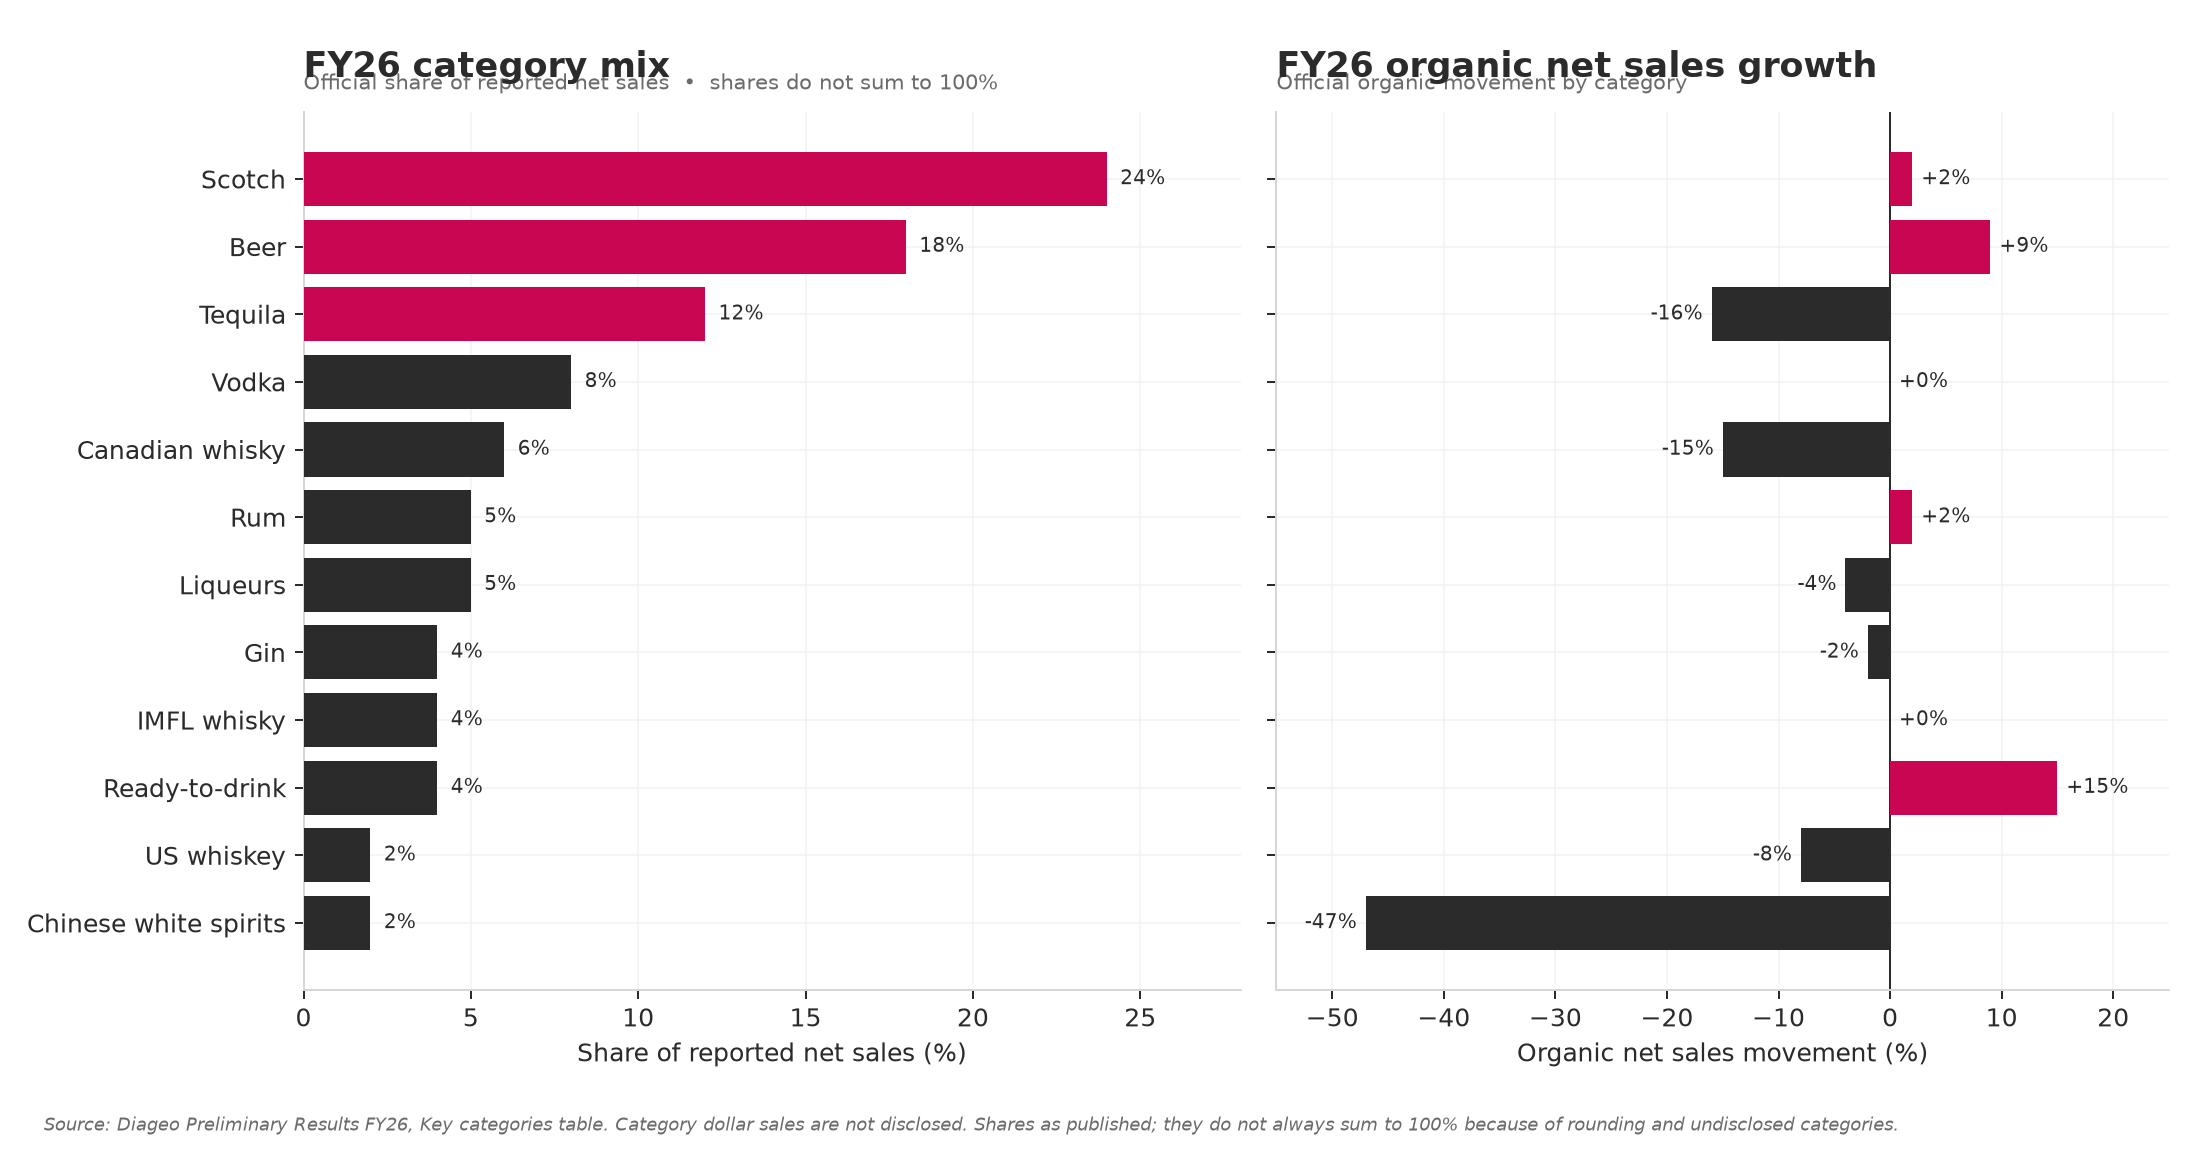 FY26 category mix
Official share of reported net sales • shares do not sum to 100%
Scotch 24%
Beer 18%
Tequila 12%
Vodka 8%
Canadian whisky 6%
Rum 5%
Liqueurs 5%
Gin 4%
IMFL whisky 4%
Ready-to-drink 4%
US whiskey 2%
Chinese white spirits 2%
0 5 10 15 20 25
Share of reported net sales (%)
FY26 organic net sales growth
Official organic movement by category
+2%
+9%
-16%
+0%
-15%
+2%
-4%
-2%
+0%
+15%
-8%
-47%
−50 −40 −30 −20 −10 0 10 20
Organic net sales movement (%)
Source: Diageo Preliminary Results FY26, Key categories table. Category dollar sales are not disclosed. Shares as published; they do not always sum to 100% because of rounding and undisclosed categories.